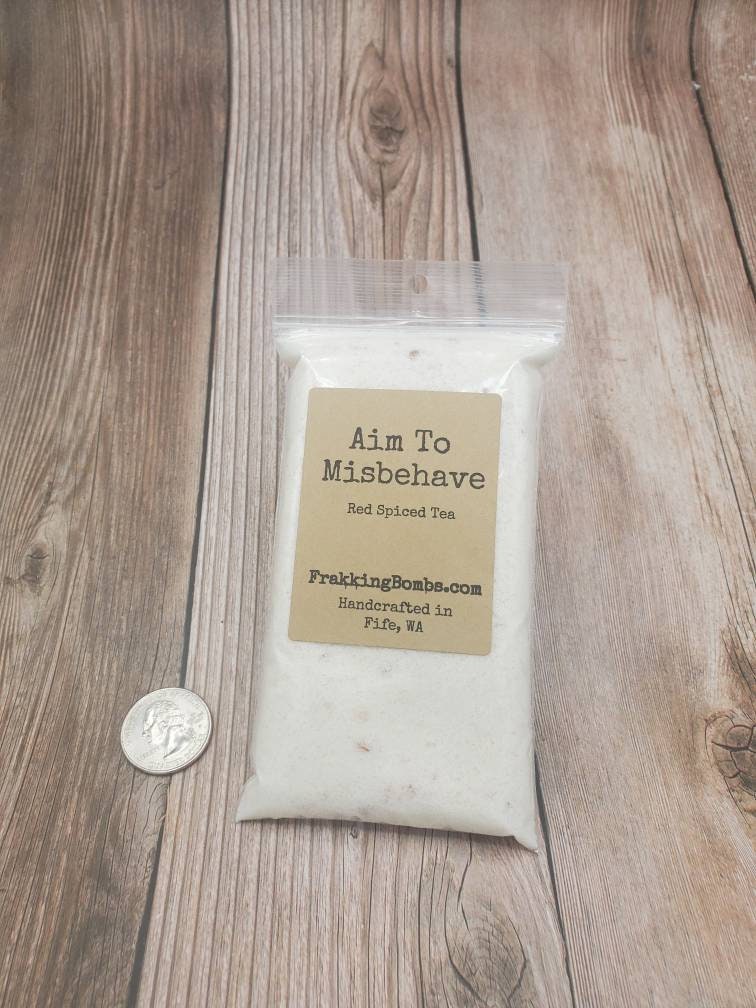 Aim To
Misbehave
Red Spiced Tea
FrakkingBombs.com
Handcrafted in
Fife, WA